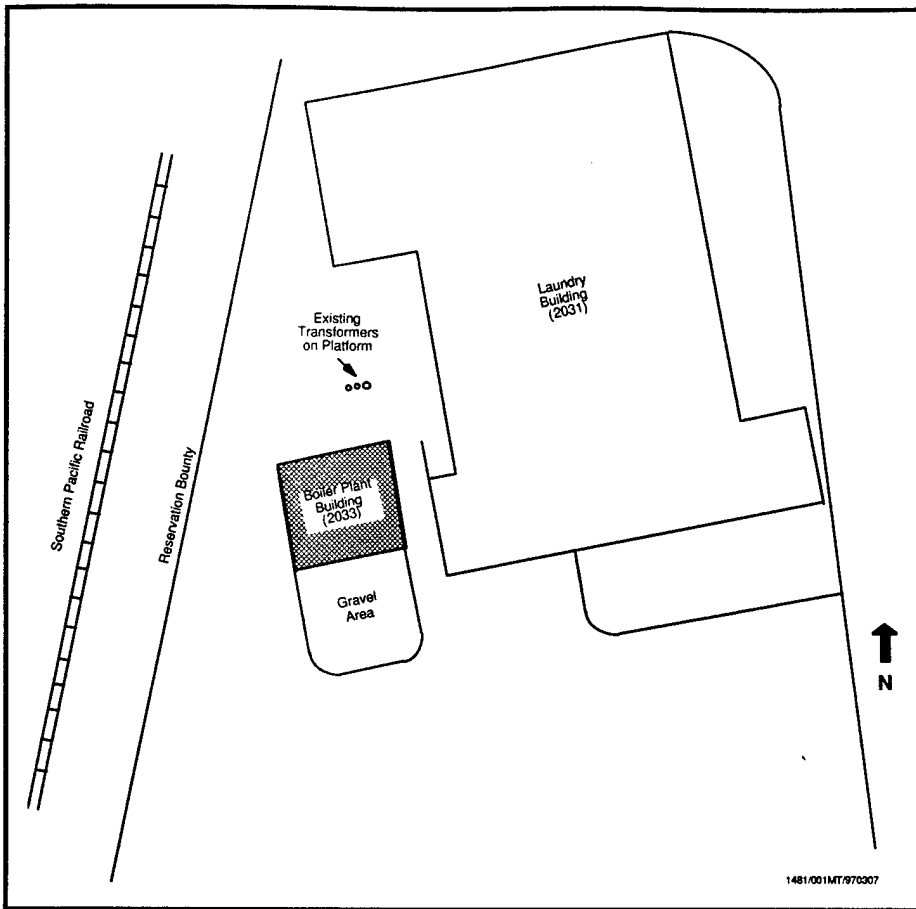 Laundry
Building
(2031)
Existing
Transformers
on Platform
Southern Pacific Railroad
Reservation Bounty
Boiler Plant
Building
(2033)
Gravel
Area
N
1481/001MT/970307